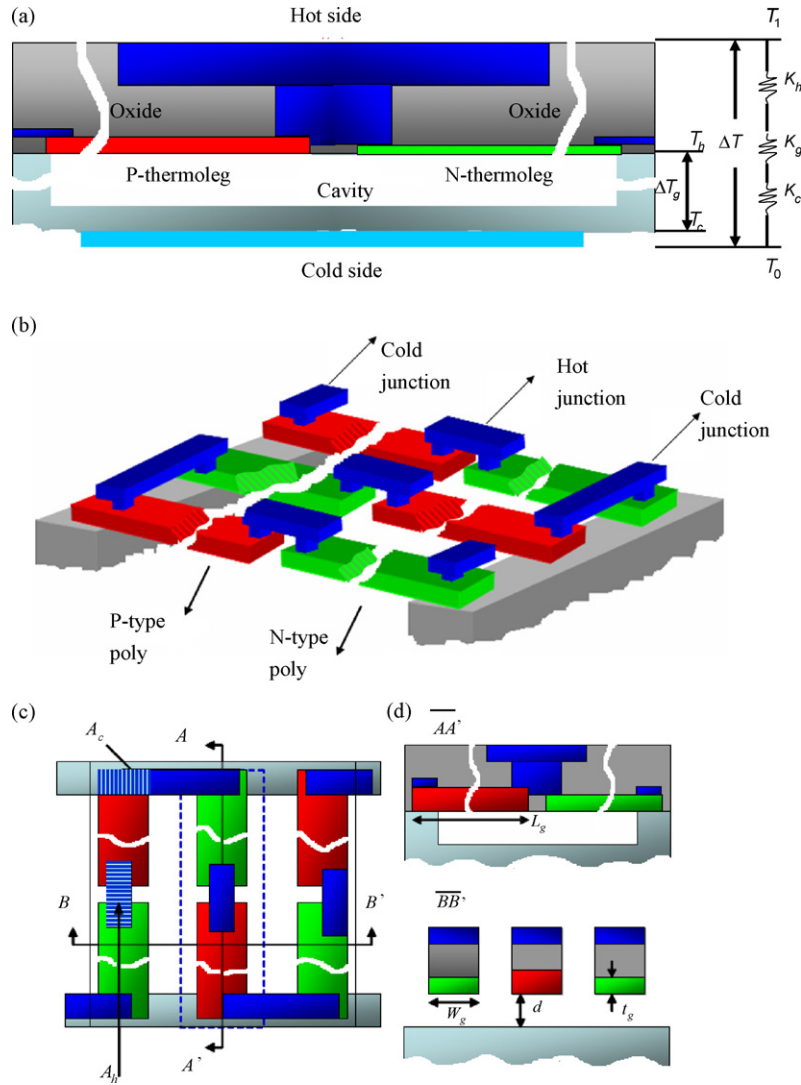 (a)
Hot side
T1
Oxide
Oxide
Kh
Th
ΔT
Kg
P-thermoleg
N-thermoleg
Cavity
ΔTg
Kc
Tc
Cold side
T0
(b)
Cold
junction
Hot
junction
Cold
junction
P-type
poly
N-type
poly
(c)
(d)
Ac
A
AA'
Lg
B
B'
BB'
Wg
d
tg
A'
Ah